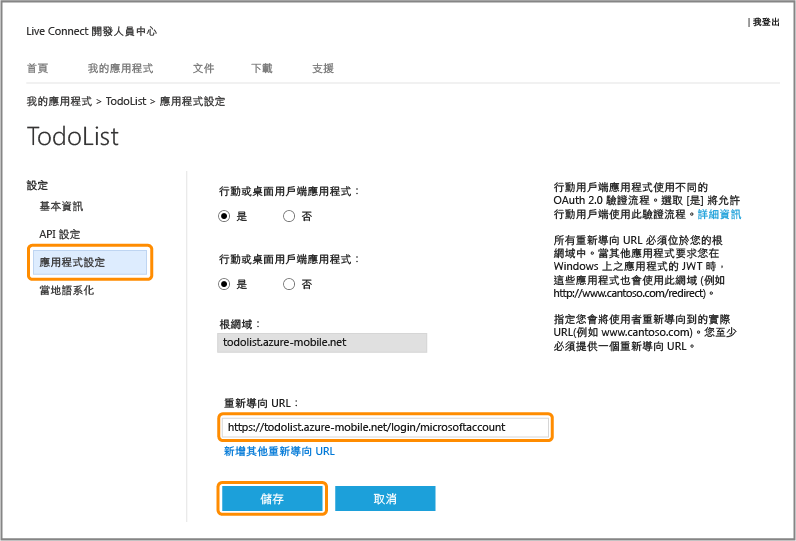 | 我登出
Live Connect 開發人員中心
首頁 我的應用程式 文件 下載 支援
我的應用程式 > TodoList > 應用程式設定
TodoList
設定
基本資訊
API 設定
應用程式設定
當地語系化
行動或桌面用戶端應用程式：
是 否
行動或桌面用戶端應用程式：
是 否
根網域：
todolist.azure-mobile.net
重新導向 URL：
https://todolist.azure-mobile.net/login/microsoftaccount
新增其他重新導向 URL
儲存 取消
行動用戶端應用程式使用不同的
OAuth 2.0 驗證流程。選取 [是] 將允許
行動用戶端使用此驗證流程。詳細資訊
所有重新導向 URL 必須位於您的根
網域中。當其他應用程式要求您在
Windows 上之應用程式的 JWT 時，
這些應用程式也會使用此網域 (例如
http://www.cantoso.com/redirect)。
指定您會將使用者重新導向到的實際
URL(例如 www.cantoso.com)。您至少
必須提供一個重新導向 URL。